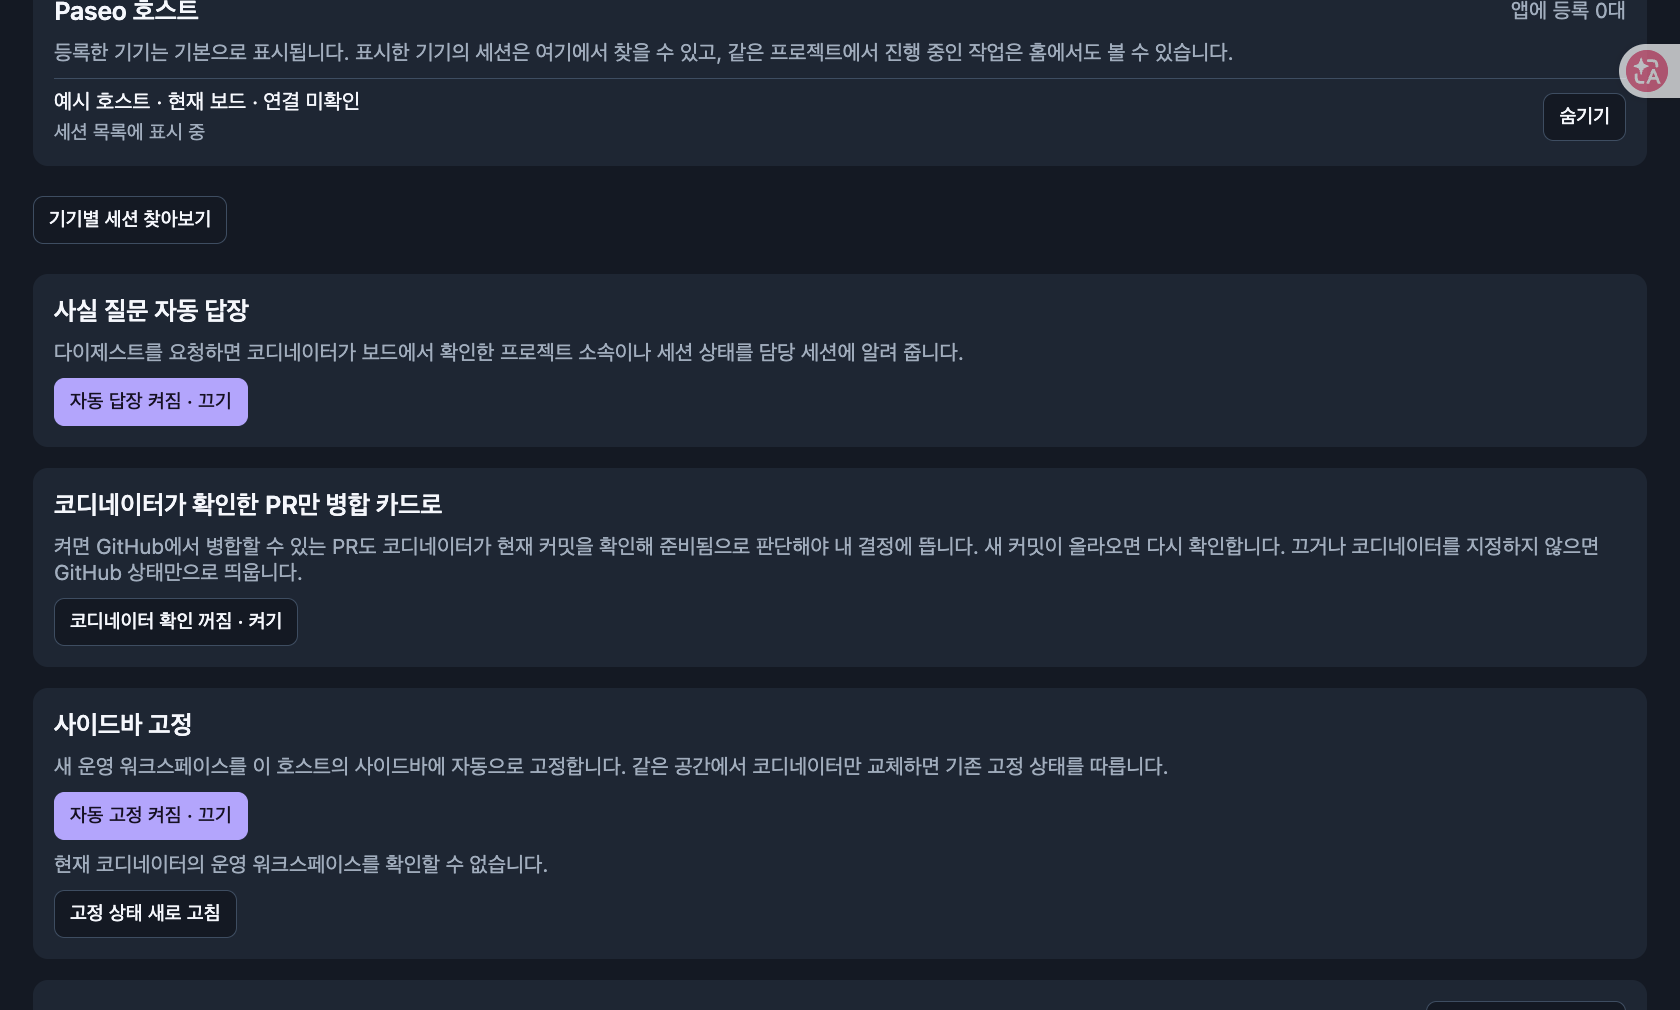 Paseo 호스트
앱에 등록 0대
등록한 기기는 기본으로 표시됩니다. 표시한 기기의 세션은 여기에서 찾을 수 있고, 같은 프로젝트에서 진행 중인 작업은 홈에서도 볼 수 있습니다.
예시 호스트 · 현재 보드 · 연결 미확인
세션 목록에 표시 중
숨기기
기기별 세션 찾아보기
사실 질문 자동 답장
다이제스트를 요청하면 코디네이터가 보드에서 확인한 프로젝트 소속이나 세션 상태를 담당 세션에 알려 줍니다.
자동 답장 켜짐 · 끄기
코디네이터가 확인한 PR만 병합 카드로
켜면 GitHub에서 병합할 수 있는 PR도 코디네이터가 현재 커밋을 확인해 준비됨으로 판단해야 내 결정에 뜹니다. 새 커밋이 올라오면 다시 확인합니다. 끄거나 코디네이터를 지정하지 않으면
GitHub 상태만으로 띄웁니다.
코디네이터 확인 꺼짐 · 켜기
사이드바 고정
새 운영 워크스페이스를 이 호스트의 사이드바에 자동으로 고정합니다. 같은 공간에서 코디네이터만 교체하면 기존 고정 상태를 따릅니다.
자동 고정 켜짐 · 끄기
현재 코디네이터의 운영 워크스페이스를 확인할 수 없습니다.
고정 상태 새로 고침